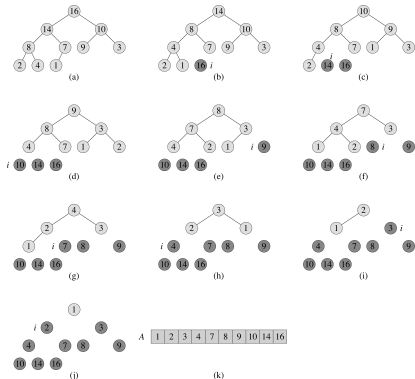 16 14 10
14 10 8 10 4 10
8 7 9 3 4 7 9 3 8 7 1 3
2 4 1 2 1 16 i 2 14 16 i
(a) (b) (c)
9 8 7
8 3 7 3 4 3
4 7 1 2 4 2 1 i 9 1 2 8 i 9
i 10 14 16 10 14 16 10 14 16
(d) (e) (f)
4 3 2
2 3 2 1 1 3 i
1 i 7 8 9 i 4 7 8 9 4 7 8 9
10 14 16 10 14 16 10 14 16
(g) (h) (i)
1
i 2 3
4 7 8 9 A 1 2 3 4 7 8 9 10 14 16
10 14 16
(j) (k)